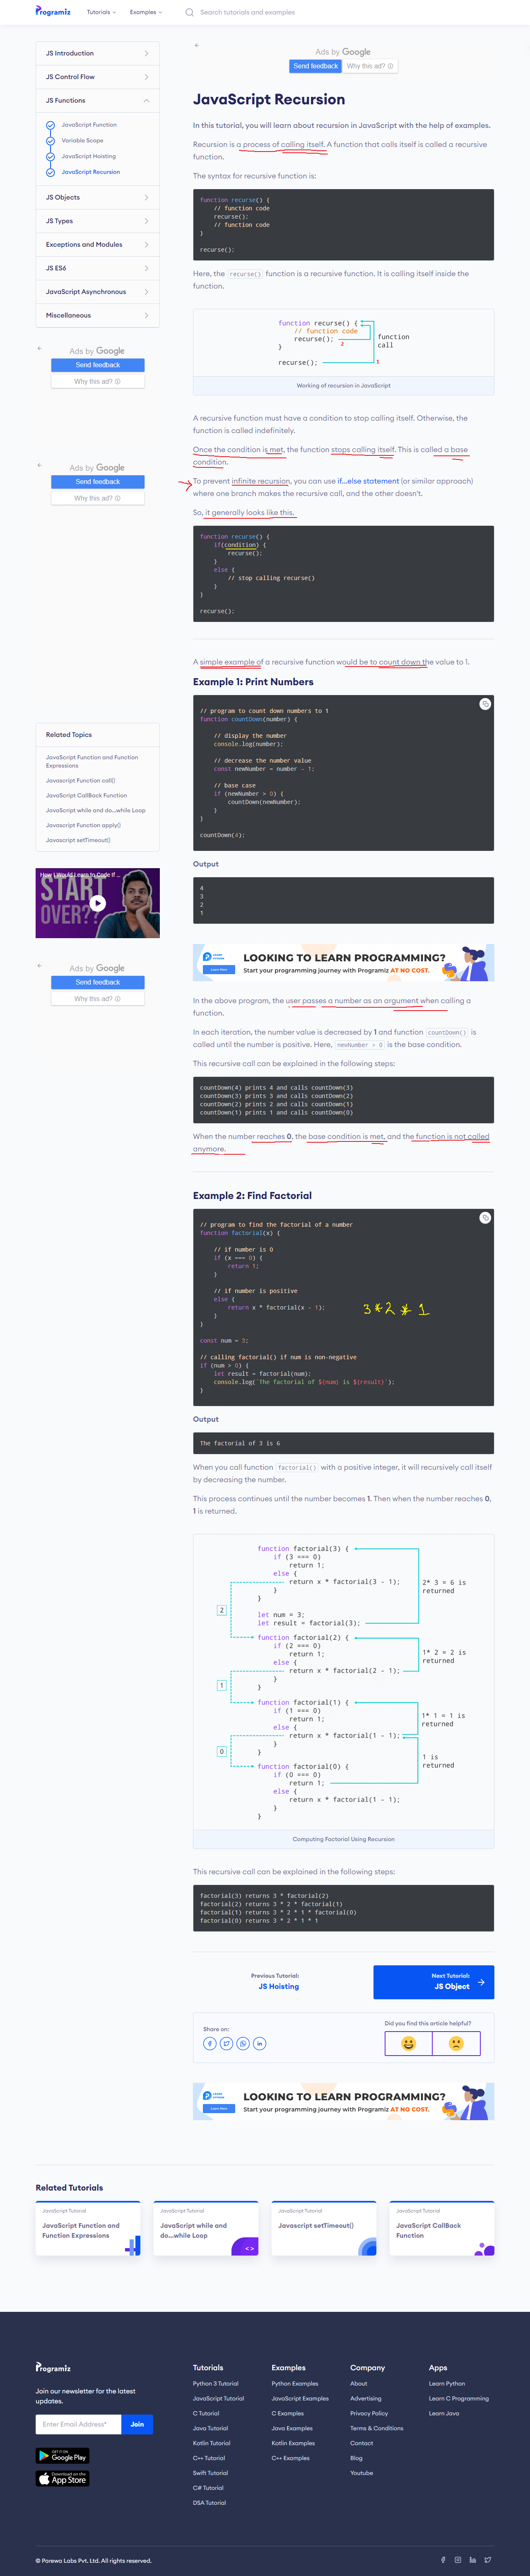 Programiz
Tutorials
Examples
Search tutorials and examples
JS Introduction
JS Control Flow
JS Functions
JavaScript Function
Variable Scope
JavaScript Hoisting
JavaScript Recursion
JS Objects
JS Types
Exceptions and Modules
JS ES6
JavaScript Asynchronous
Miscellaneous
Ads by Google
Send feedback
Why this ad?
Ads by Google
Send feedback
Why this ad?
Related Topics
JavaScript Function and Function
Expressions
Javascript Function call()
JavaScript CallBack Function
JavaScript while and do...while Loop
Javascript Function apply()
Javascript setTimeout()
How I Would Learn to Code If ...
START
OVER??
Ads by Google
Send feedback
Why this ad?
Ads by Google
Send feedback Why this ad?
JavaScript Recursion
In this tutorial, you will learn about recursion in JavaScript with the help of examples.
Recursion is a process of calling itself. A function that calls itself is called a recursive
function.
The syntax for recursive function is:
function recurse() {
// function code
recurse();
// function code
}
recurse();
Here, the recurse() function is a recursive function. It is calling itself inside the
function.
function recurse() {
// function code
recurse();
}
recurse();
2
1
function
call
Working of recursion in JavaScript
A recursive function must have a condition to stop calling itself. Otherwise, the
function is called indefinitely.
Once the condition is met, the function stops calling itself. This is called a base
condition.
To prevent infinite recursion, you can use if...else statement (or similar approach)
where one branch makes the recursive call, and the other doesn't.
So, it generally looks like this.
function recurse() {
if(condition) {
recurse();
}
else {
// stop calling recurse()
}
}
recurse();
A simple example of a recursive function would be to count down the value to 1.
Example 1: Print Numbers
// program to count down numbers to 1
function countDown(number) {
// display the number
console.log(number);
// decrease the number value
const newNumber = number - 1;
// base case
if (newNumber > 0) {
countDown(newNumber);
}
}
countDown(4);
Output
4
3
2
1
LEARN PYTHON
Learn More
LOOKING TO LEARN PROGRAMMING?
Start your programming journey with Programiz AT NO COST.
In the above program, the user passes a number as an argument when calling a
function.
In each iteration, the number value is decreased by 1 and function countDown() is
called until the number is positive. Here, newNumber > 0 is the base condition.
This recursive call can be explained in the following steps:
countDown(4) prints 4 and calls countDown(3)
countDown(3) prints 3 and calls countDown(2)
countDown(2) prints 2 and calls countDown(1)
countDown(1) prints 1 and calls countDown(0)
When the number reaches 0, the base condition is met, and the function is not called
anymore.
Example 2: Find Factorial
// program to find the factorial of a number
function factorial(x) {
// if number is 0
if (x === 0) {
return 1;
}
// if number is positive
else {
return x * factorial(x - 1);
}
}
3*2*1
const num = 3;
// calling factorial() if num is non-negative
if (num > 0) {
let result = factorial(num);
console.log(`The factorial of ${num} is ${result}`);
}
Output
The factorial of 3 is 6
When you call function factorial() with a positive integer, it will recursively call itself
by decreasing the number.
This process continues until the number becomes 1. Then when the number reaches 0,
1 is returned.
function factorial(3) {
if (3 === 0)
return 1;
else {
return x * factorial(3 - 1);
}
}
2* 3 = 6 is
returned
2
let num = 3;
let result = factorial(3);
function factorial(2) {
if (2 === 0)
return 1;
else {
return x * factorial(2 - 1);
}
}
1* 2 = 2 is
returned
1
function factorial(1) {
if (1 === 0)
return 1;
else {
return x * factorial(1 - 1);
}
}
1* 1 = 1 is
returned
0
function factorial(0) {
if (0 === 0)
return 1;
else {
return x * factorial(1 - 1);
}
}
1 is
returned
Computing Factorial Using Recursion
This recursive call can be explained in the following steps:
factorial(3) returns 3 * factorial(2)
factorial(2) returns 3 * 2 * factorial(1)
factorial(1) returns 3 * 2 * 1 * factorial(0)
factorial(0) returns 3 * 2 * 1 * 1
Previous Tutorial:
JS Hoisting
Next Tutorial:
JS Object
Share on:
Did you find this article helpful?
LEARN PYTHON
Learn More
LOOKING TO LEARN PROGRAMMING?
Start your programming journey with Programiz AT NO COST.
Related Tutorials
JavaScript Tutorial
JavaScript Function and
Function Expressions
JavaScript Tutorial
JavaScript while and
do...while Loop
< >
JavaScript Tutorial
Javascript setTimeout()
JavaScript Tutorial
JavaScript CallBack
Function
Programiz
Join our newsletter for the latest
updates.
Enter Email Address*
Join
GET IT ON
Google Play
Download on the
App Store
Tutorials
Python 3 Tutorial
JavaScript Tutorial
C Tutorial
Java Tutorial
Kotlin Tutorial
C++ Tutorial
Swift Tutorial
C# Tutorial
DSA Tutorial
Examples
Python Examples
JavaScript Examples
C Examples
Java Examples
Kotlin Examples
C++ Examples
Company
About
Advertising
Privacy Policy
Terms & Conditions
Contact
Blog
Youtube
Apps
Learn Python
Learn C Programming
Learn Java
© Parewa Labs Pvt. Ltd. All rights reserved.